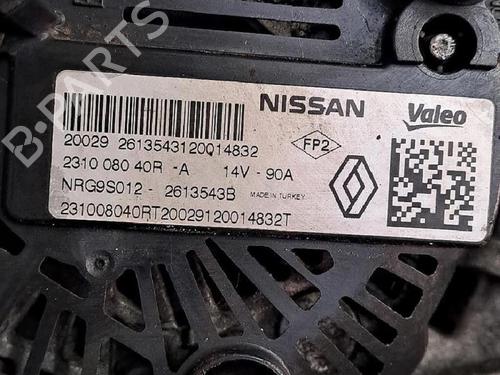 NISSAN Valeo
20029 2613543120014832
FP2
2310 080 40R -A 14V - 90A
NRG9S012 - 2613543B MADE IN TURKEY
231008040RT20029120014832T
B-PARTS